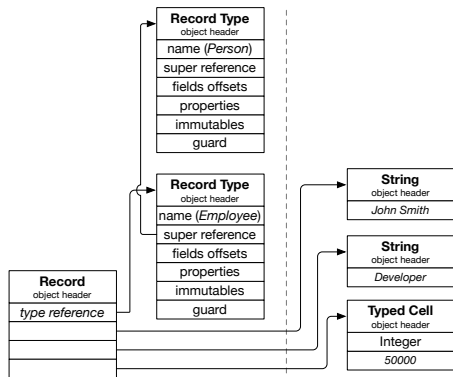 Record Type
object header
name (Person)
super reference
fields offsets
properties
immutables
guard
Record Type
object header
name (Employee)
super reference
fields offsets
properties
immutables
guard
Record
object header
type reference
String
object header
John Smith
String
object header
Developer
Typed Cell
object header
Integer
50000